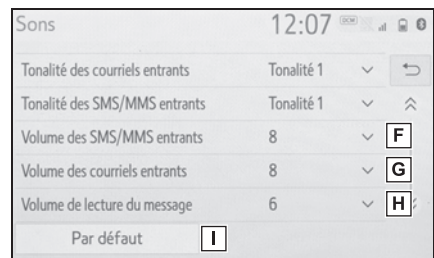 Sons 12:07 DCM
Tonalité des courriels entrants Tonalité 1
Tonalité des SMS/MMS entrants Tonalité 1
Volume des SMS/MMS entrants 8 F
Volume des courriels entrants 8 G
Volume de lecture du message 6 H
Par défaut I